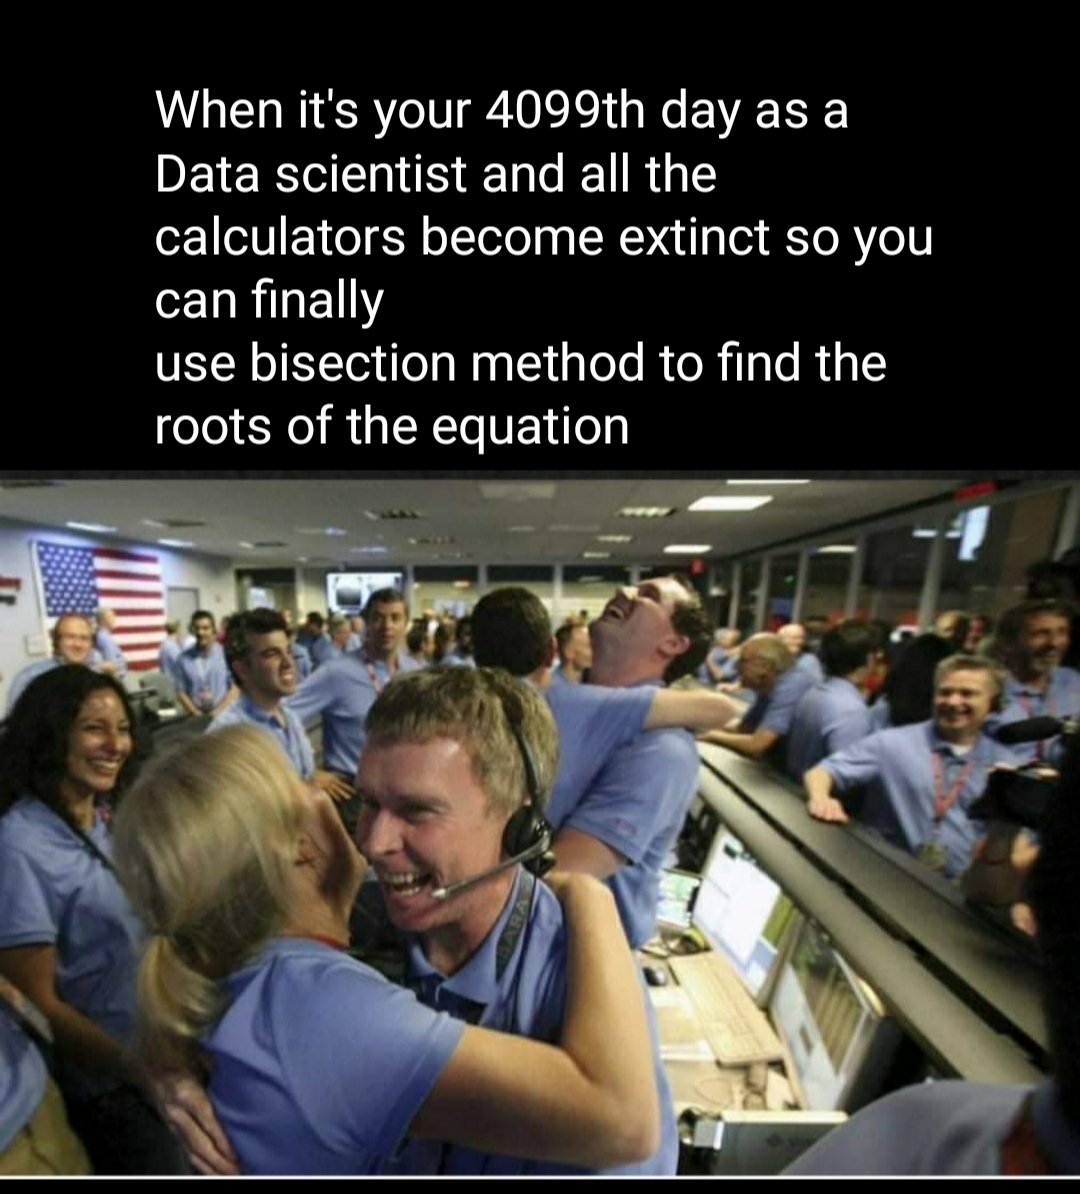 When it's your 4099th day as a
Data scientist and all the
calculators become extinct so you
can finally
use bisection method to find the
roots of the equation